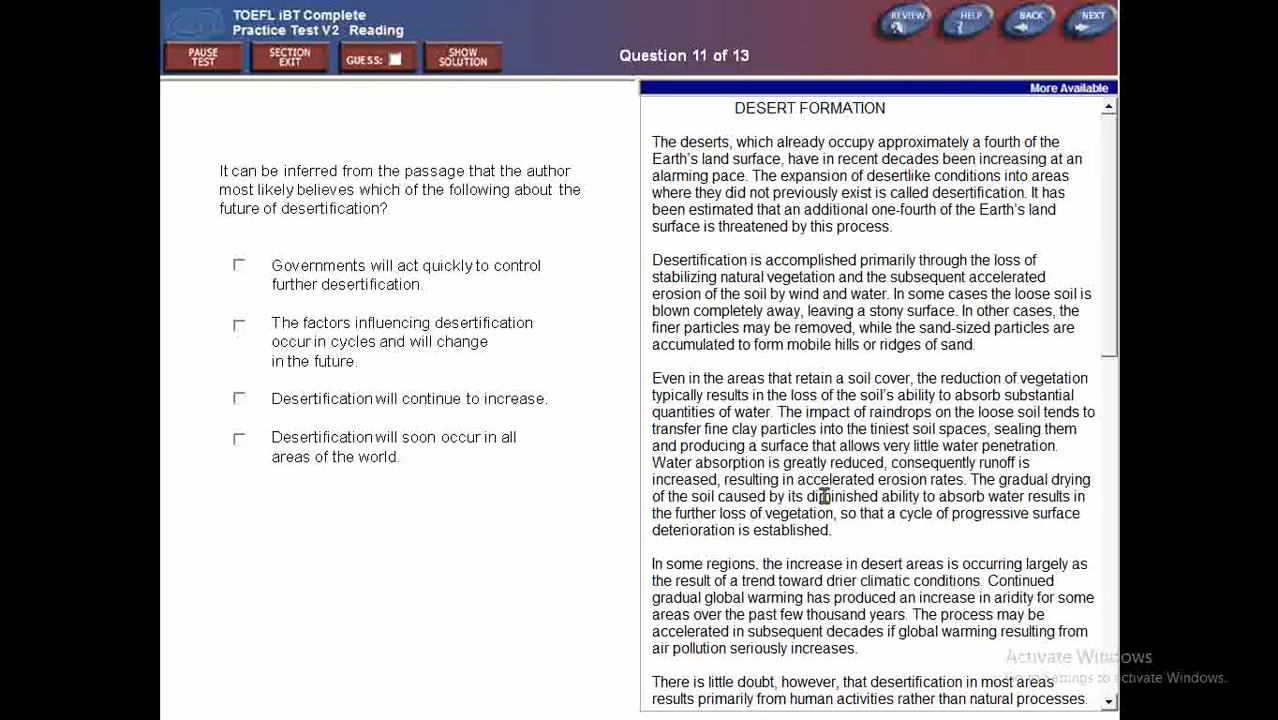 TOEFL iBT Complete
Practice Test V2 Reading
REVIEW
HELP
BACK
NEXT
PAUSE TEST
SECTION EXIT
GUESS:
SHOW SOLUTION
Question 11 of 13
More Available
It can be inferred from the passage that the author
most likely believes which of the following about the
future of desertification?
Governments will act quickly to control
further desertification.
The factors influencing desertification
occur in cycles and will change
in the future.
Desertification will continue to increase.
Desertification will soon occur in all
areas of the world.
DESERT FORMATION
The deserts, which already occupy approximately a fourth of the
Earth's land surface, have in recent decades been increasing at an
alarming pace. The expansion of desertlike conditions into areas
where they did not previously exist is called desertification. It has
been estimated that an additional one-fourth of the Earth's land
surface is threatened by this process.
Desertification is accomplished primarily through the loss of
stabilizing natural vegetation and the subsequent accelerated
erosion of the soil by wind and water. In some cases the loose soil is
blown completely away, leaving a stony surface. In other cases, the
finer particles may be removed, while the sand-sized particles are
accumulated to form mobile hills or ridges of sand.
Even in the areas that retain a soil cover, the reduction of vegetation
typically results in the loss of the soil's ability to absorb substantial
quantities of water. The impact of raindrops on the loose soil tends to
transfer fine clay particles into the tiniest soil spaces, sealing them
and producing a surface that allows very little water penetration.
Water absorption is greatly reduced, consequently runoff is
increased, resulting in accelerated erosion rates. The gradual drying
of the soil caused by its diminished ability to absorb water results in
the further loss of vegetation, so that a cycle of progressive surface
deterioration is established.
In some regions, the increase in desert areas is occurring largely as
the result of a trend toward drier climatic conditions. Continued
gradual global warming has produced an increase in aridity for some
areas over the past few thousand years. The process may be
accelerated in subsequent decades if global warming resulting from
air pollution seriously increases.
There is little doubt, however, that desertification in most areas
results primarily from human activities rather than natural processes.
Activate Windows
Go to Settings to activate Windows.